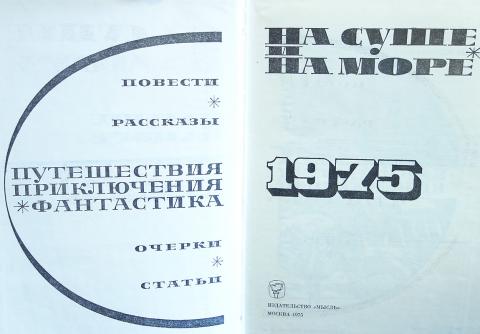 ПОВЕСТИ
*
РАССКАЗЫ
ПУТЕШЕСТВИЯ
ПРИКЛЮЧЕНИЯ
*ФАНТАСТИКА
ОЧЕРКИ
*
СТАТЬИ
НА СУШЕ
И *
НА МОРЕ
1975
ИЗДАТЕЛЬСТВО «МЫСЛЬ»
МОСКВА 1975